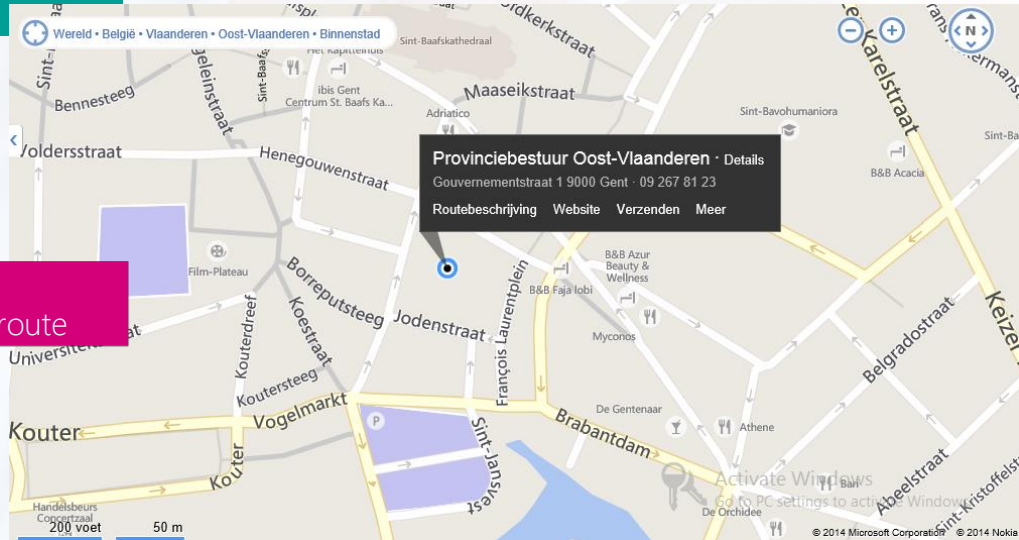 Wereld • België • Vlaanderen • Oost-Vlaanderen • Binnenstad
N
Sint-Baafskathedraal
Het Kapittelhuis
ibis Gent
Centrum St. Baafs Ka...
Bennesteeg
Maaseikstraat
Adriatico
Sint-Bavohumaniora
Karelstraat
B&B Acacia
Henegouwenstraat
Provinciebestuur Oost-Vlaanderen · Details
Gouvernementstraat 1 9000 Gent · 09 267 81 23
Routebeschrijving Website Verzenden Meer
Film-Plateau
Borreputsteeg
Jodenstraat
Koestraat
Kouterdreef
Koutersteeg
François Laurentplein
B&B Azur
Beauty &
Wellness
B&B Faja lobi
Myconos
route
Belgradostraat
Keizer
Vogelmarkt
P
Kouter
Kouter
Sint-Jansvest
Brabantdam
De Gentenaar
Athene
Bari
Abeelstraat
De Orchidee
Handelsbeurs
Concertzaal
Activate Windows
Go to PC settings to activate Windows.
200 voet 50 m
© 2014 Microsoft Corporation © 2014 Nokia